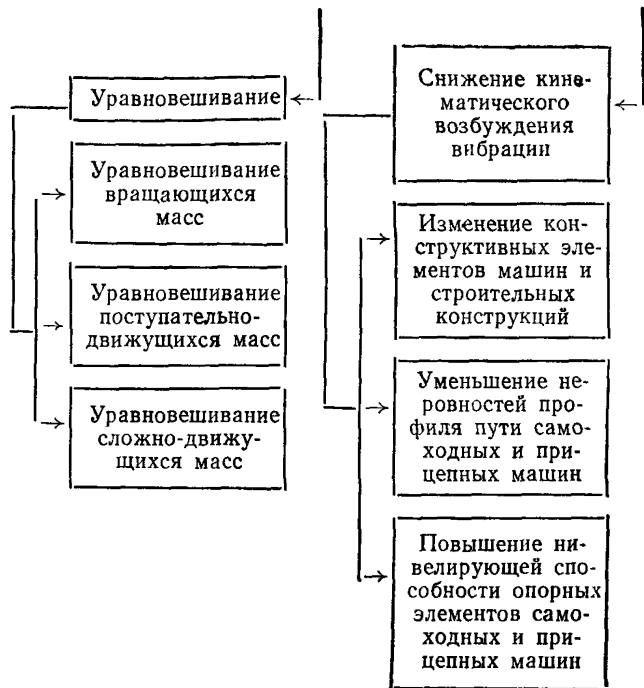 Уравновешивание
Уравновешивание
вращающихся
масс
Уравновешивание
поступательно-
движущихся масс
Уравновешивание
сложно-движу-
щихся масс
Снижение кине-
матического
возбуждения
вибрации
Изменение кон-
структивных эле-
ментов машин и
строительных
конструкций
Уменьшение не-
ровностей про-
филя пути само-
ходных и при-
цепных машин
Повышение ни-
велирующей спо-
собности опорных
элементов само-
ходных и при-
цепных машин